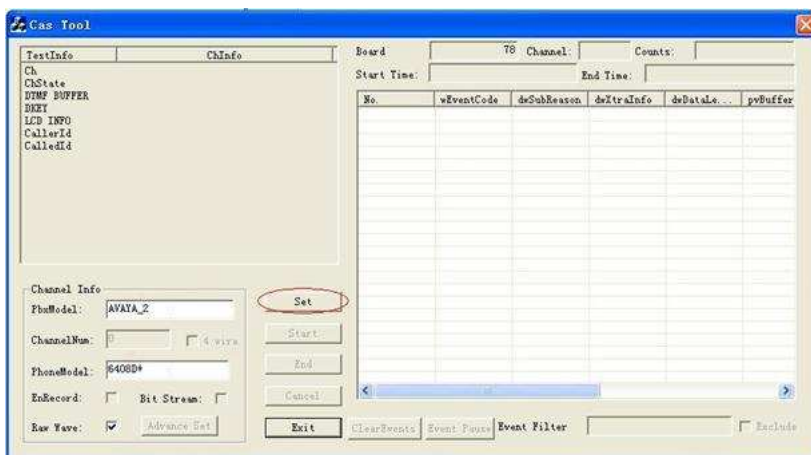 Cas Tool
TestInfo ChInfo
Ch
ChState
DTMF BUFFER
DKEY
LCD INFO
CallerId
CalledId
Board 78 Channel: Counts:
Start Time: End Time:
No. wEventCode dwSubReason dwXtraInfo dwDataLe... pvBuffer
Channel Info
PbxModel: AVAYA_2
ChannelNum: 0 4 wire
PhoneModel: 6408D+
EnRecord: Bit Stream:
Raw Wave: Advance Set
Set
Start
End
Cancel
Exit
ClearEvents Event Pause Event Filter Exclude